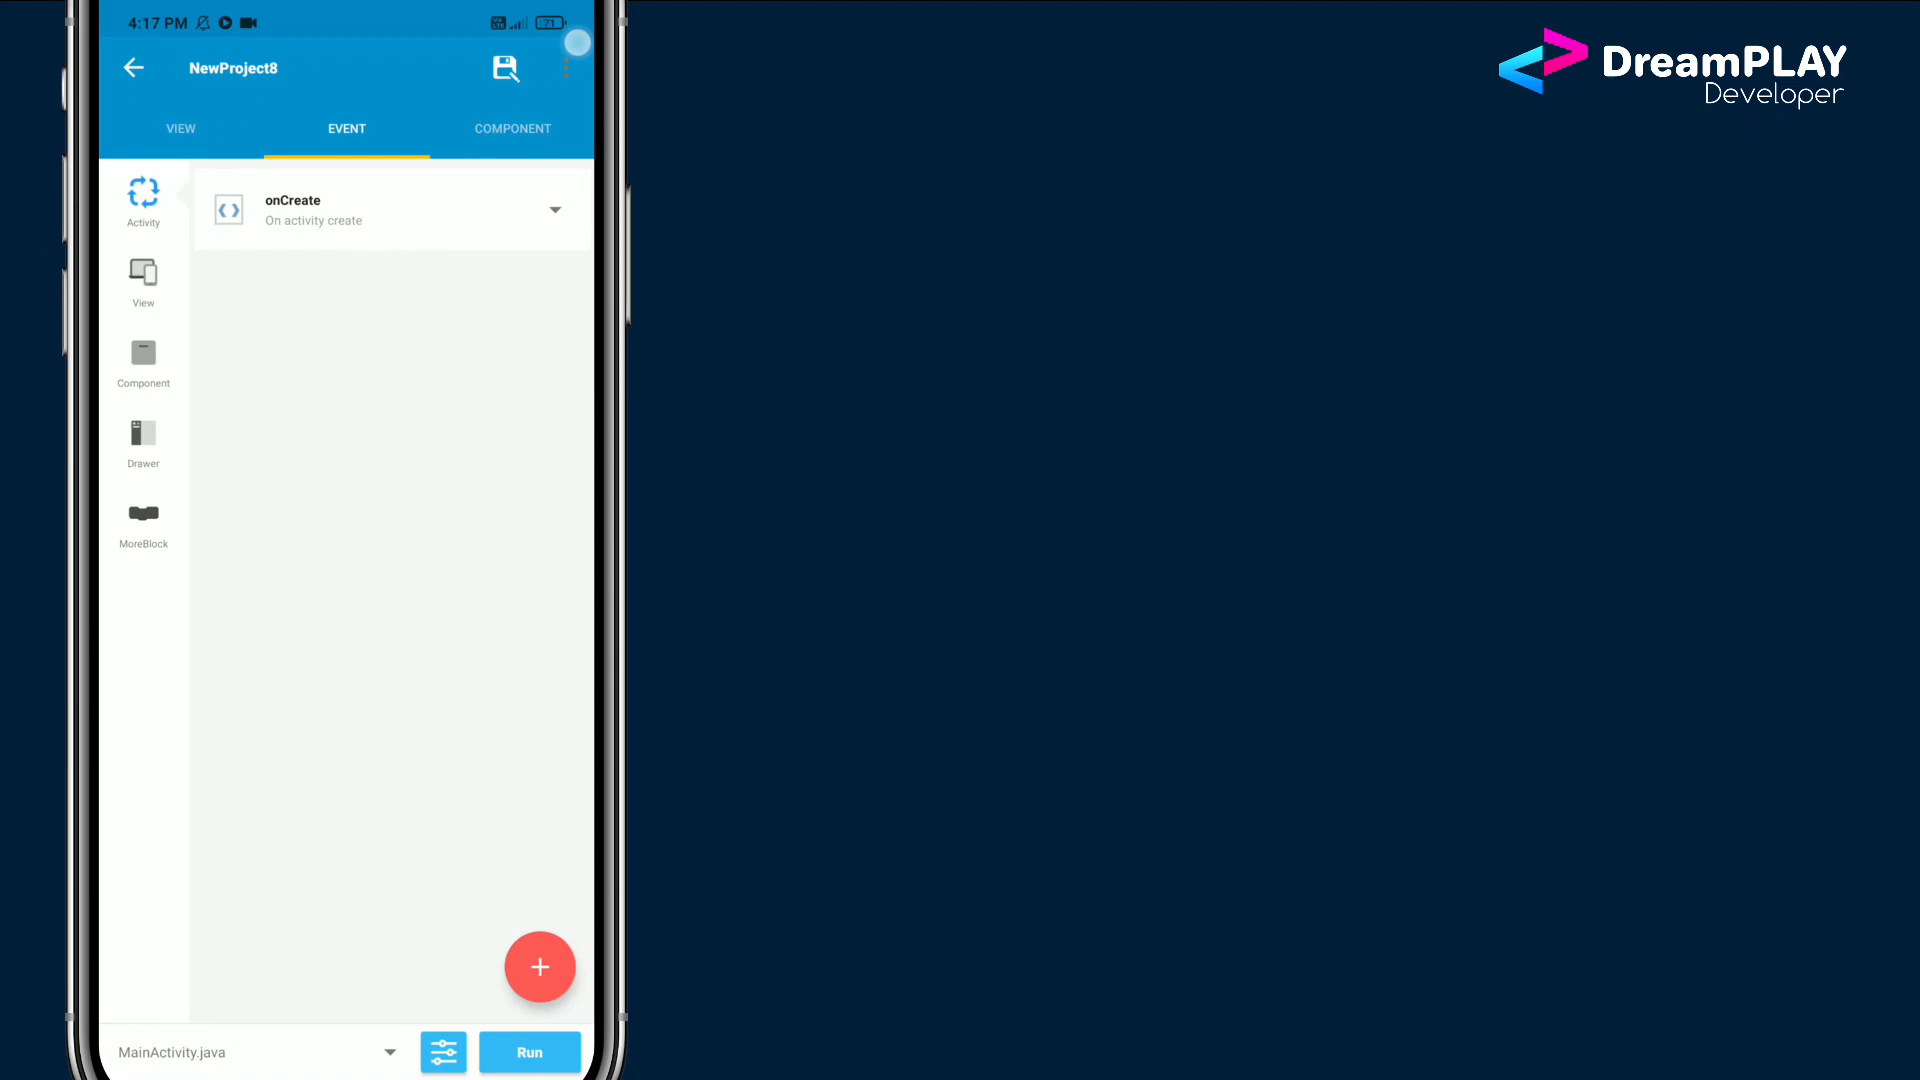 4:17 PM
71
NewProject8
VIEW
EVENT
COMPONENT
Activity
onCreate
On activity create
View
Component
Drawer
MoreBlock
MainActivity.java
Run
DreamPLAY
Developer